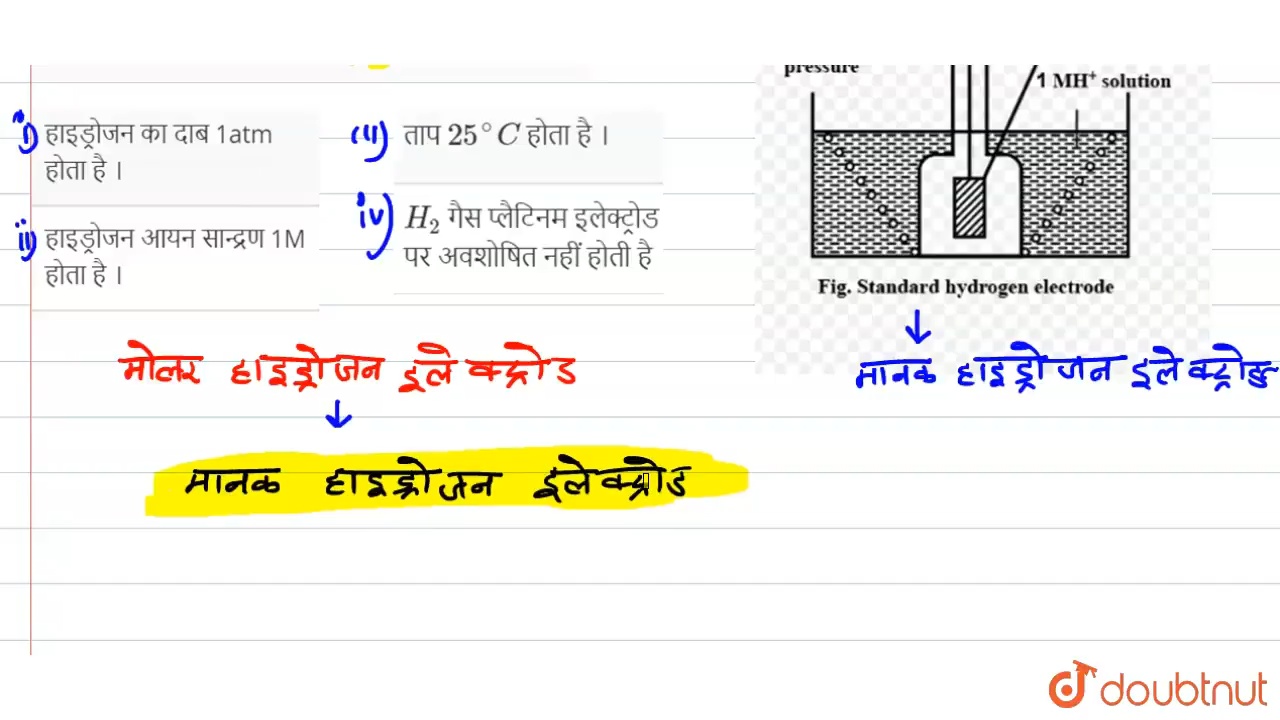 i) हाइड्रोजन का दाब 1atm
होता है ।
(ii) ताप 25°C होता है ।
ii) हाइड्रोजन आयन सान्द्रण 1M
होता है ।
iv) H₂ गैस प्लैटिनम इलेक्ट्रोड
पर अवशोषित नहीं होती है
pressure
1 MH⁺ solution
Fig. Standard hydrogen electrode
मोलर हाइड्रोजन इलेक्ट्रोड
मानक हाइड्रोजन इलेक्ट्रोड
मानक हाइड्रोजन इलेक्ट्रोड
doubtnut